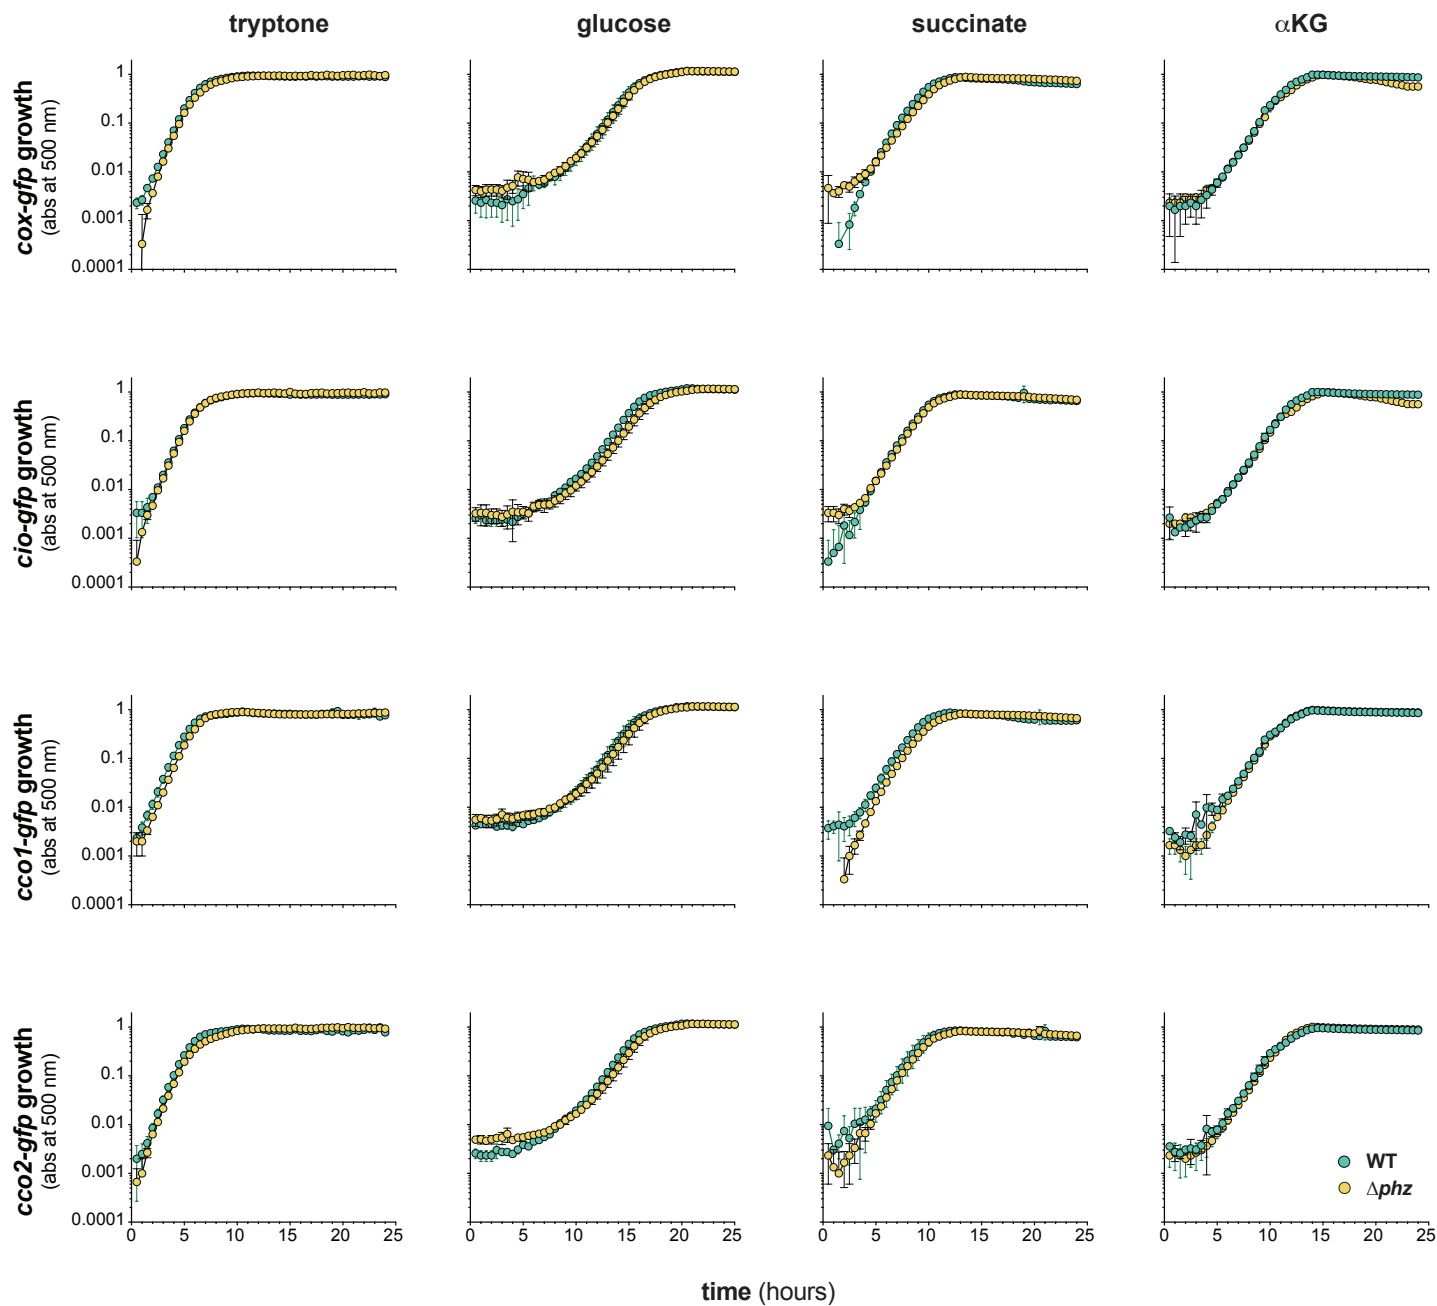 tryptone glucose succinate αKG
cox-gfp growth
(abs at 500 nm)
1
0.1
0.01
0.001
0.0001
cio-gfp growth
(abs at 500 nm)
1
0.1
0.01
0.001
0.0001
cco1-gfp growth
(abs at 500 nm)
1
0.1
0.01
0.001
0.0001
cco2-gfp growth
(abs at 500 nm)
1
0.1
0.01
0.001
0.0001
WT
Δphz
0 5 10 15 20 25 0 5 10 15 20 25 0 5 10 15 20 25 0 5 10 15 20 25
time (hours)